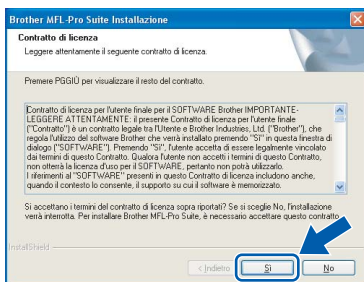 Brother MFL-Pro Suite Installazione
Contratto di licenza
Leggere attentamente il seguente contratto di licenza.
Premere PGGIÙ per visualizzare il resto del contratto.
Contratto di licenza per l'utente finale per il SOFTWARE Brother IMPORTANTE-
LEGGERE ATTENTAMENTE: il presente Contratto di licenza per l'utente finale
("Contratto") è un contratto legale tra l'Utente e Brother Industries, Ltd. ("Brother"), che
regola l'utilizzo del software Brother che verrà installato premendo "Sì" in questa finestra di
dialogo ("SOFTWARE"). Premendo "Sì", l'utente accetta di essere legalmente vincolato
dai termini di questo Contratto. Qualora l'utente non accetti i termini di questo Contratto,
non otterrà la licenza d'uso per il SOFTWARE, pertanto non potrà utilizzarlo.
I riferimenti al "SOFTWARE" presenti in questo Contratto di licenza includono anche,
quando il contesto lo consente, il supporto su cui il software è memorizzato.
Si accettano i termini del contratto di licenza sopra riportati? Se si sceglie No, l'installazione
verrà interrotta. Per installare Brother MFL-Pro Suite, è necessario accettare questo contratto.
InstallShield
< Indietro
Sì
No